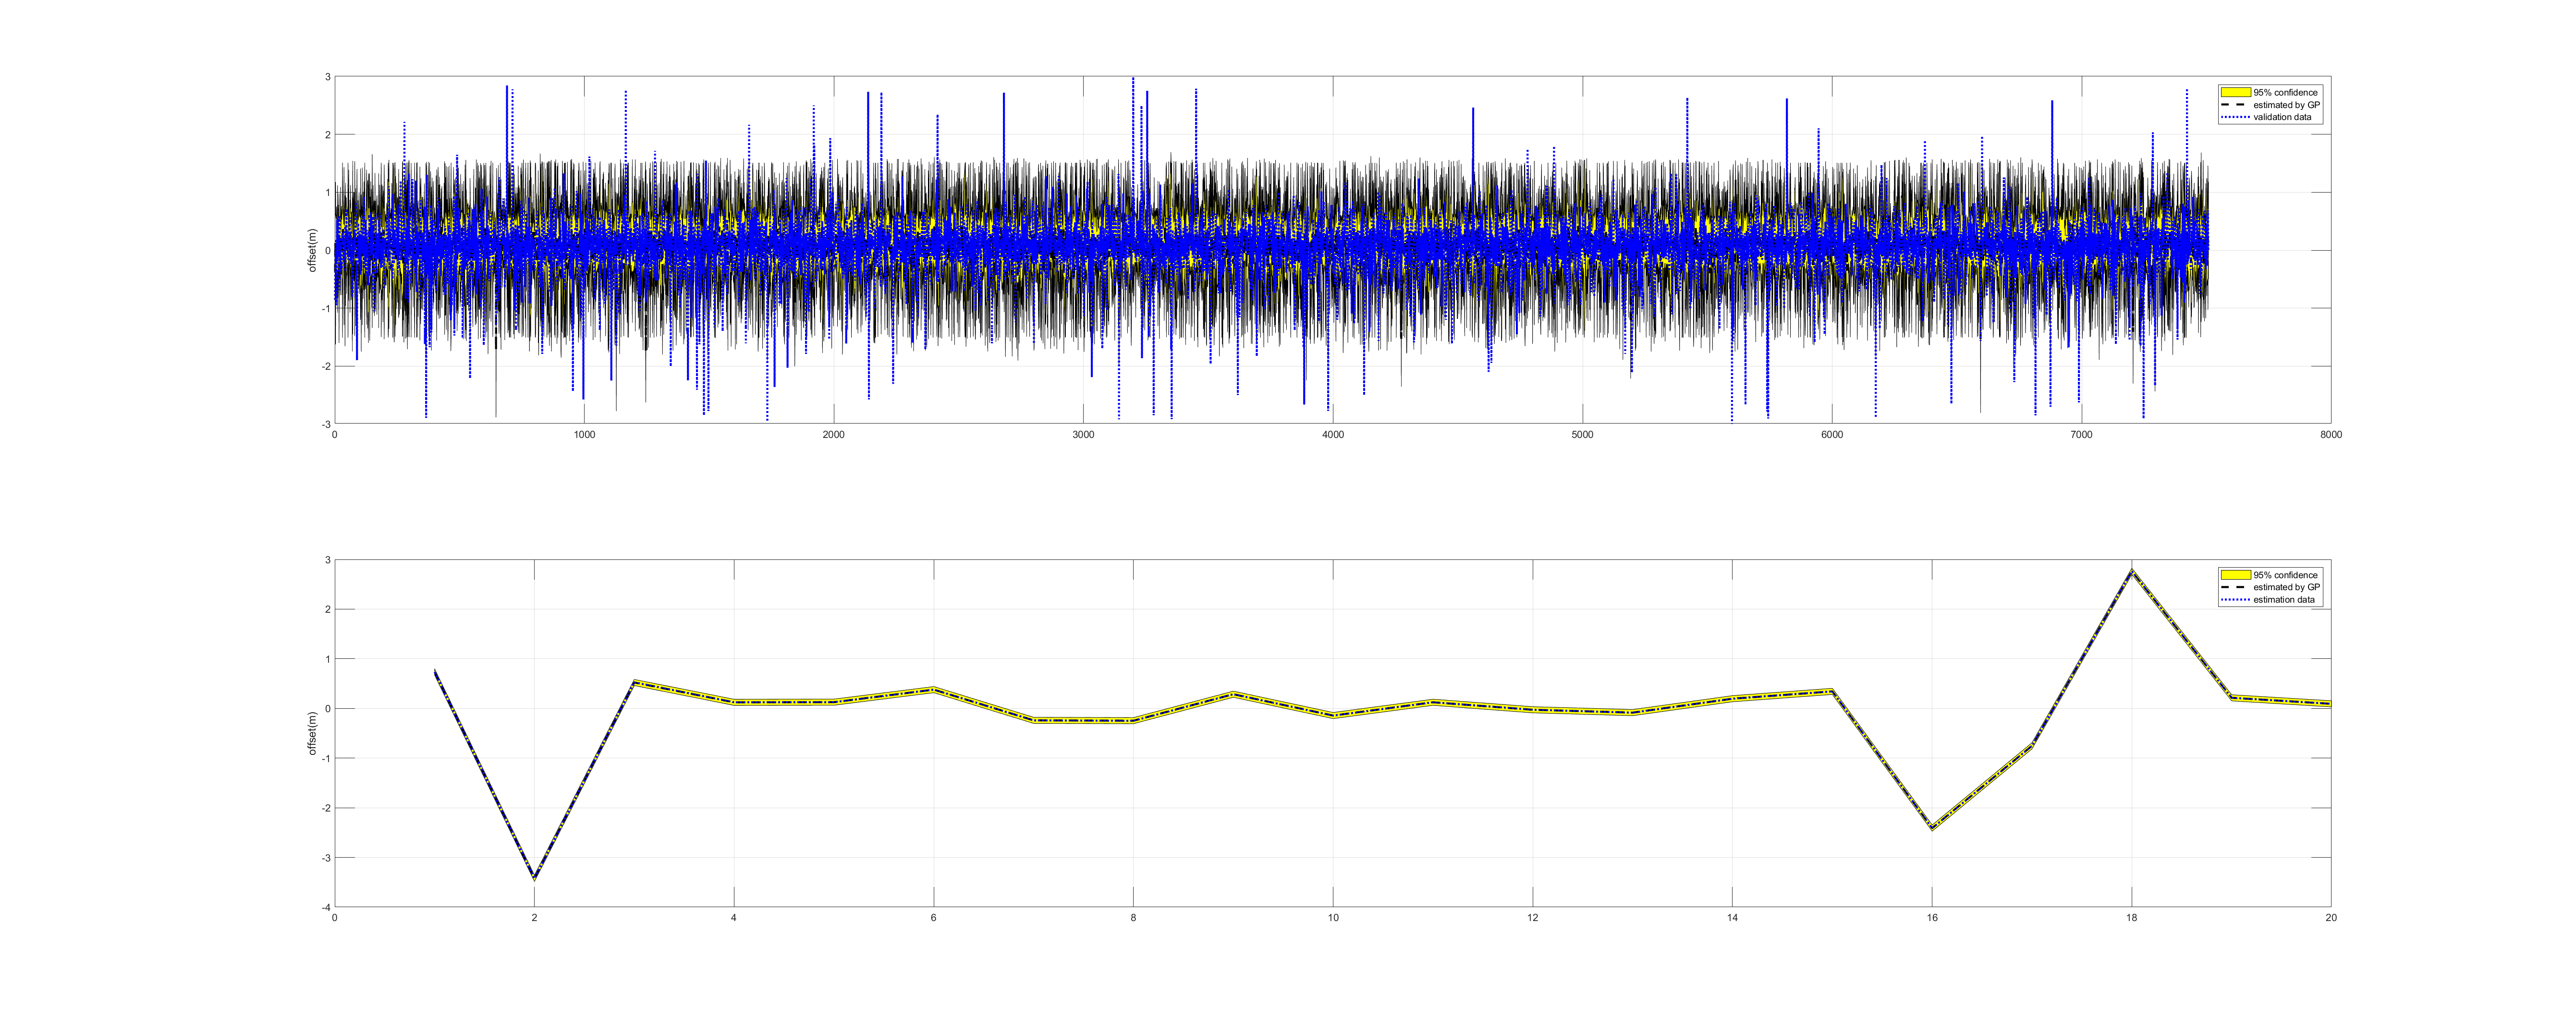 3
2
1
0
-1
-2
-3
offset(m)
95% confidence
estimated by GP
validation data
0 1000 2000 3000 4000 5000 6000 7000 8000
3
2
1
0
-1
-2
-3
-4
offset(m)
95% confidence
estimated by GP
estimation data
0 2 4 6 8 10 12 14 16 18 20